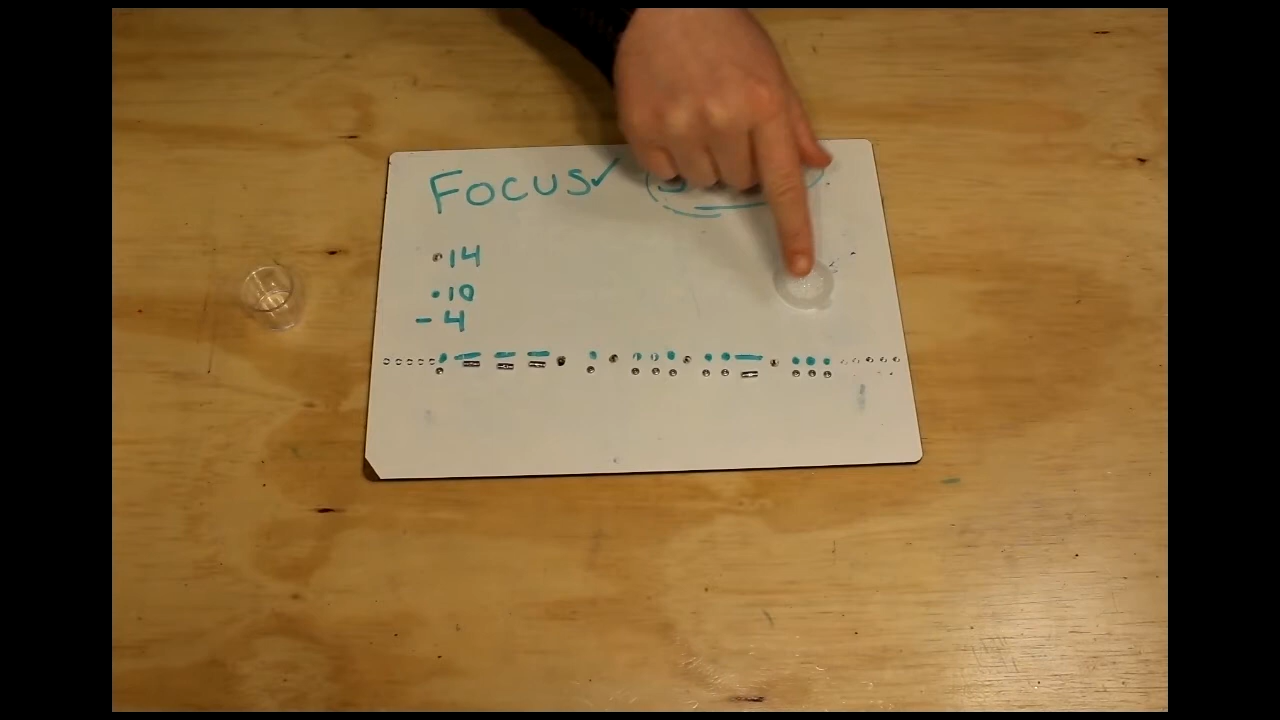 FOCUS✓
14
• 10
- 4
• — — — • • • • • • — • • •